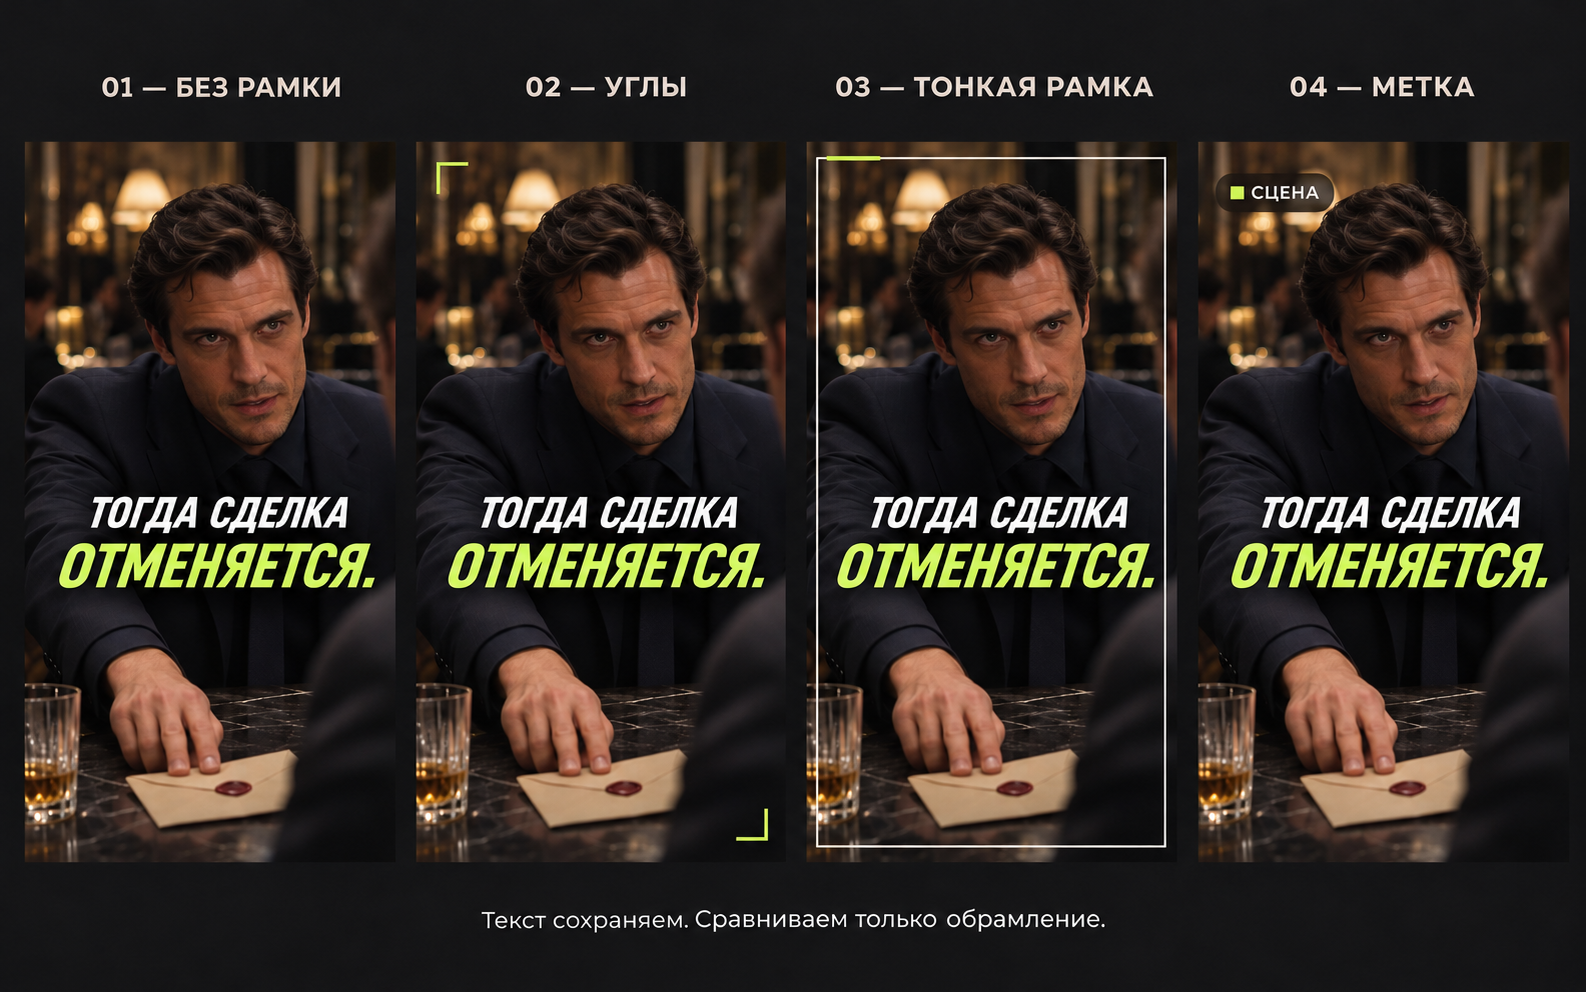 01 — БЕЗ РАМКИ
02 — УГЛЫ
03 — ТОНКАЯ РАМКА
04 — МЕТКА
ТОГДА СДЕЛКА
ОТМЕНЯЕТСЯ.
ТОГДА СДЕЛКА
ОТМЕНЯЕТСЯ.
ТОГДА СДЕЛКА
ОТМЕНЯЕТСЯ.
СЦЕНА
ТОГДА СДЕЛКА
ОТМЕНЯЕТСЯ.
Текст сохраняем. Сравниваем только обрамление.